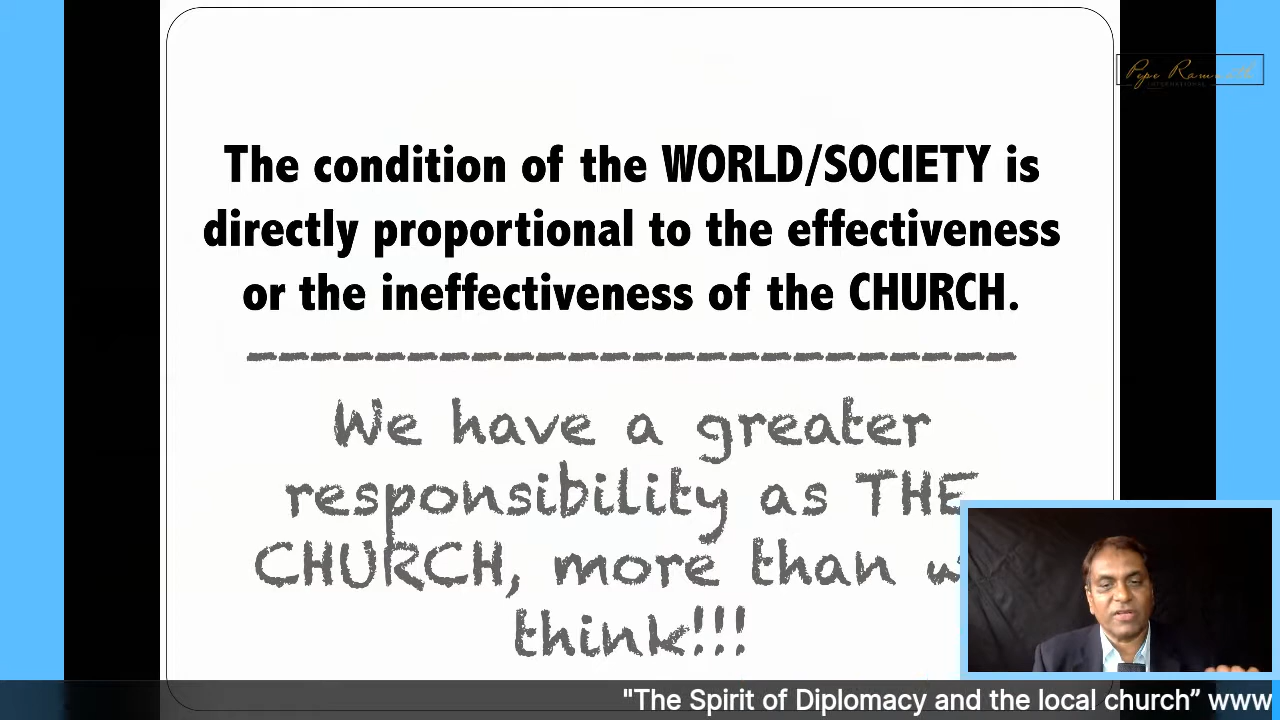 The condition of the WORLD/SOCIETY is
directly proportional to the effectiveness
or the ineffectiveness of the CHURCH.
We have a greater
responsibility as THE
CHURCH, more than
think!!!
"The Spirit of Diplomacy and the local church” www